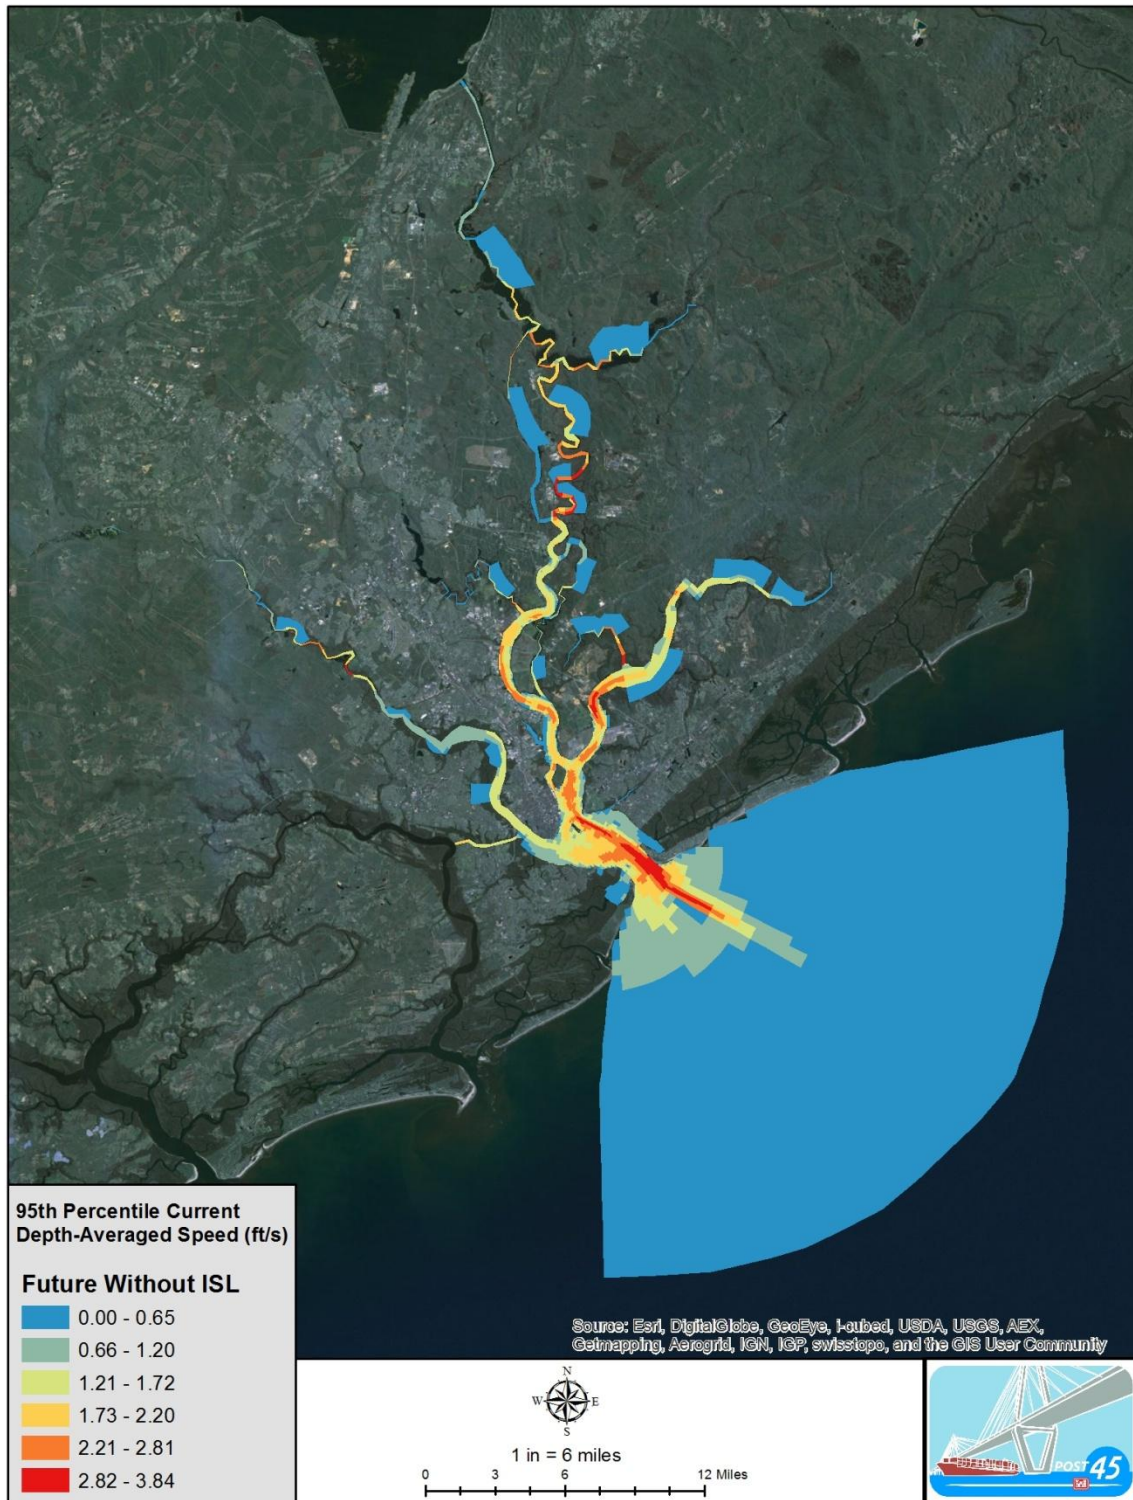 95th Percentile Current
Depth-Averaged Speed (ft/s)
Future Without ISL
0.00 - 0.65
0.66 - 1.20
1.21 - 1.72
1.73 - 2.20
2.21 - 2.81
2.82 - 3.84
Source: Esri, DigitalGlobe, GeoEye, i-cubed, USDA, USGS, AEX,
Getmapping, Aerogrid, IGN, IGP, swisstopo, and the GIS User Community
N
W E
S
1 in = 6 miles
0 3 6 12 Miles
POST 45